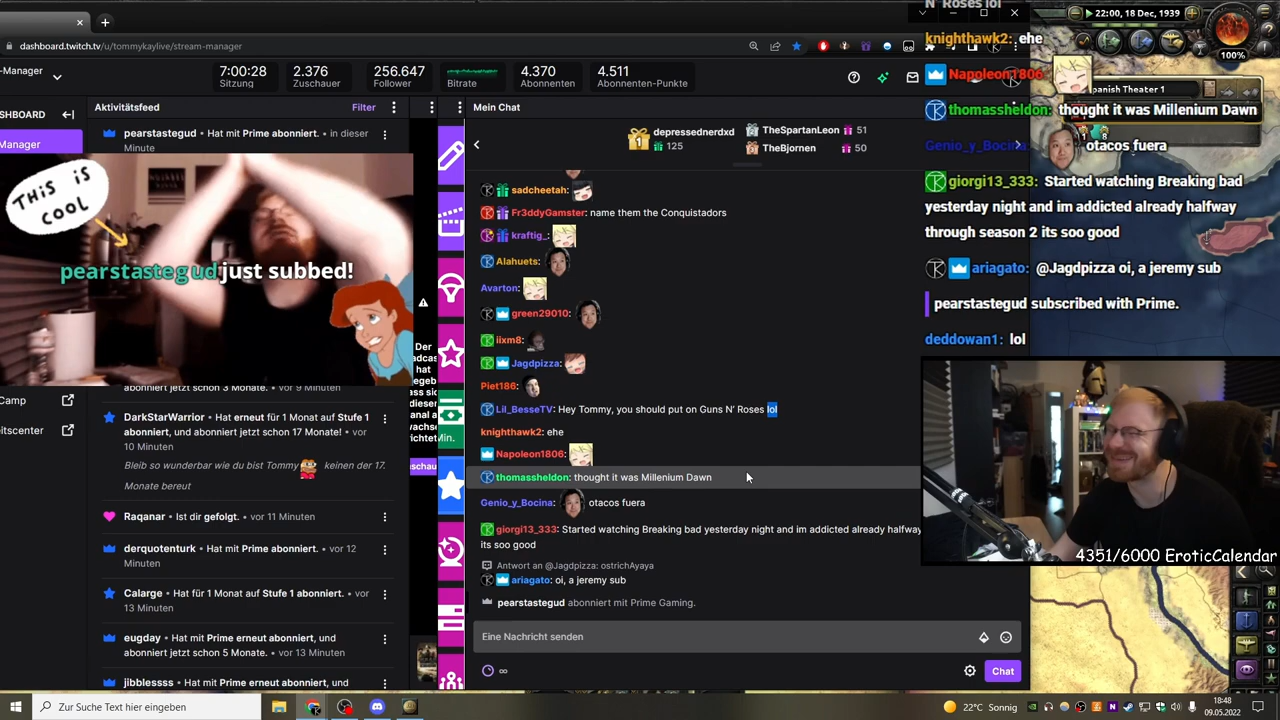 dashboard.twitch.tv/u/tommykaylive/stream-manager
-Manager
7:00:28
Sitzung
2.376
Zuschauer
256.647
Follower
Bitrate
4.370
Abonnenten
4.511
Abonnenten-Punkte
SHBOARD
Manager
Aktivitätsfeed
Filter
pearstastegud • Hat mit Prime abonniert. • in dieser
Minute
THIS IS
COOL
pearstastegud just subbed!
abonniert jetzt schon 3 Monate. • vor 9 Minuten
Camp
eitscenter
DarkStarWarrior • Hat erneut für 1 Monat auf Stufe 1
abonniert, und abonniert jetzt schon 17 Monate! • vor
10 Minuten
Bleib so wunderbar wie du bist Tommy keinen der 17.
Monate bereut
Raqanar • Ist dir gefolgt. • vor 11 Minuten
derquotenturk • Hat mit Prime abonniert. • vor 12
Minuten
Calarge • Hat für 1 Monat auf Stufe 1 abonniert. • vor
13 Minuten
eugday • Hat mit Prime erneut abonniert, und
abonniert jetzt schon 5 Monate. • vor 13 Minuten
jibblessss • Hat mit Prime erneut abonniert, und
Der
Min.
Mein Chat
depressednerdxd
125
TheSpartanLeon 51
TheBjornen 50
sadcheetah:
Fr3ddyGamster: name them the Conquistadors
kraftig_:
Alahuets:
Avarton:
green29010:
iixm8:
Jagdpizza:
Piet186:
Lil_BesseTV: Hey Tommy, you should put on Guns N' Roses lol
knighthawk2: ehe
Napoleon1806:
thomassheldon: thought it was Millenium Dawn
Genio_y_Bocina: otacos fuera
giorgi13_333: Started watching Breaking bad yesterday night and im addicted already halfway
its soo good
Antwort an @Jagdpizza: ostrichAyaya
ariagato: oi, a jeremy sub
pearstastegud abonniert mit Prime Gaming.
Eine Nachricht senden
∞
Chat
N' Roses lol
knighthawk2: ehe
Napoleon1806
thomassheldon: thought it was Millenium Dawn
Genio_y_Bocina: otacos fuera
giorgi13_333: Started watching Breaking bad
yesterday night and im addicted already halfway
through season 2 its soo good
ariagato: @Jagdpizza oi, a jeremy sub
pearstastegud subscribed with Prime.
deddowan1: lol
22:00, 18 Dec, 1939
100%
panish Theater 1
4351/6000 EroticCalendar
Zur Suche Text hier eingeben
22°C Sonnig
18:48
09.05.2022